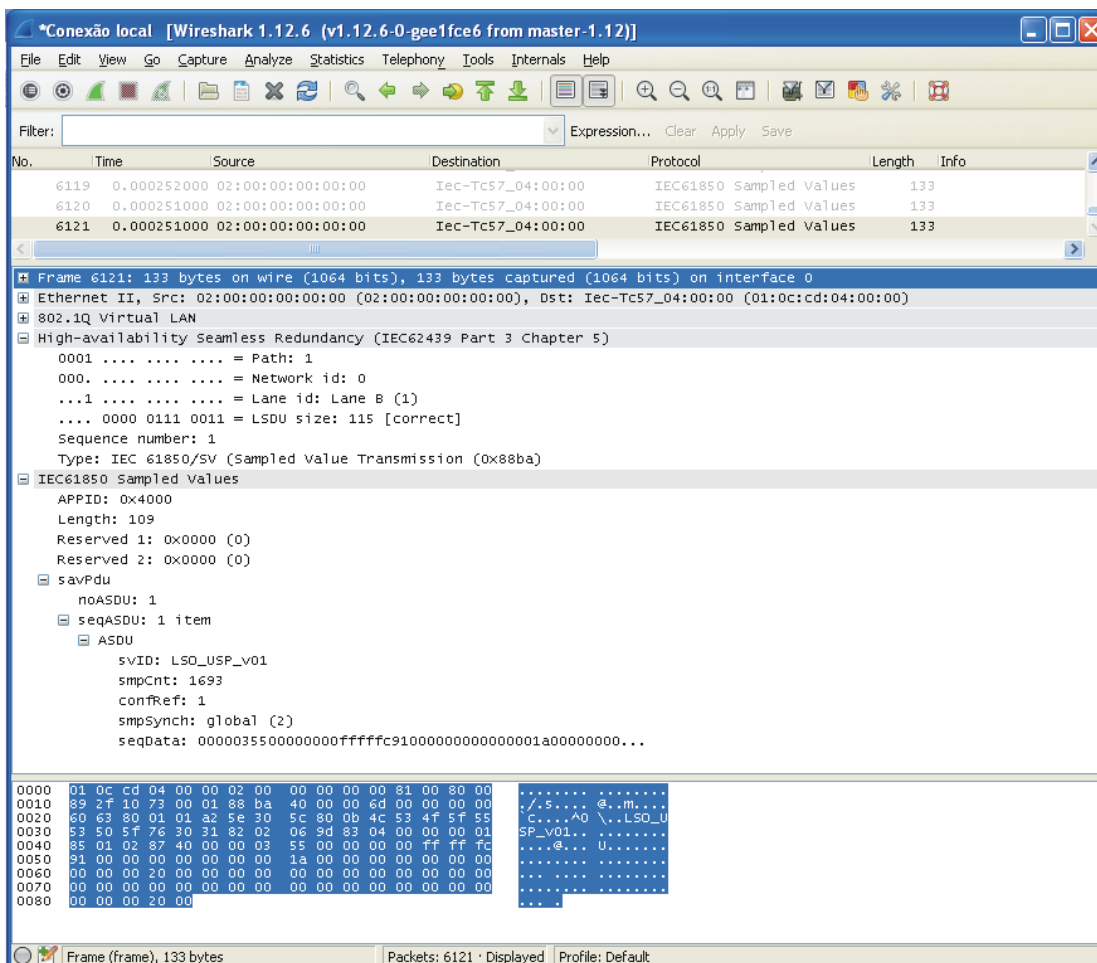 *Conexão local [Wireshark 1.12.6 (v1.12.6-0-gee1fce6 from master-1.12)]
File Edit View Go Capture Analyze Statistics Telephony Tools Internals Help
Filter: Expression... Clear Apply Save
No. Time Source Destination Protocol Length Info
6119 0.000252000 02:00:00:00:00:00 Iec-Tc57_04:00:00 IEC61850 Sampled Values 133
6120 0.000251000 02:00:00:00:00:00 Iec-Tc57_04:00:00 IEC61850 Sampled Values 133
6121 0.000251000 02:00:00:00:00:00 Iec-Tc57_04:00:00 IEC61850 Sampled Values 133
Frame 6121: 133 bytes on wire (1064 bits), 133 bytes captured (1064 bits) on interface 0
Ethernet II, Src: 02:00:00:00:00:00 (02:00:00:00:00:00), Dst: Iec-Tc57_04:00:00 (01:0c:cd:04:00:00)
802.1Q Virtual LAN
High-availability Seamless Redundancy (IEC62439 Part 3 Chapter 5)
0001 .... .... .... = Path: 1
000. .... .... .... = Network id: 0
...1 .... .... .... = Lane id: Lane B (1)
.... 0000 0111 0011 = LSDU size: 115 [correct]
Sequence number: 1
Type: IEC 61850/SV (Sampled Value Transmission (0x88ba)
IEC61850 Sampled Values
APPID: 0x4000
Length: 109
Reserved 1: 0x0000 (0)
Reserved 2: 0x0000 (0)
savPdu
noASDU: 1
seqASDU: 1 item
ASDU
svID: LSO_USP_v01
smpCnt: 1693
confRef: 1
smpSynch: global (2)
seqData: 0000035500000000fffffc91000000000000001a00000000...
0000 01 0c cd 04 00 00 02 00 00 00 00 00 81 00 80 00 ........ ........
0010 89 2f 10 73 00 01 88 ba 40 00 00 6d 00 00 00 00 ./.s.... @..m....
0020 60 63 80 01 01 a2 5e 30 5c 80 0b 4c 53 4f 5f 55 `c....^0 \..LSO_U
0030 53 50 5f 76 30 31 82 02 06 9d 83 04 00 00 00 01 SP_v01.. ........
0040 85 01 02 87 40 00 00 03 55 00 00 00 00 ff ff fc ....@... U.......
0050 91 00 00 00 00 00 00 00 1a 00 00 00 00 00 00 00 ........ ........
0060 00 00 00 20 00 00 00 00 00 00 00 00 00 00 00 00 ... .... ........
0070 00 00 00 00 00 00 00 00 00 00 00 00 00 00 00 00 ........ ........
0080 00 00 00 20 00 ... .
Frame (frame), 133 bytes Packets: 6121 · Displayed Profile: Default